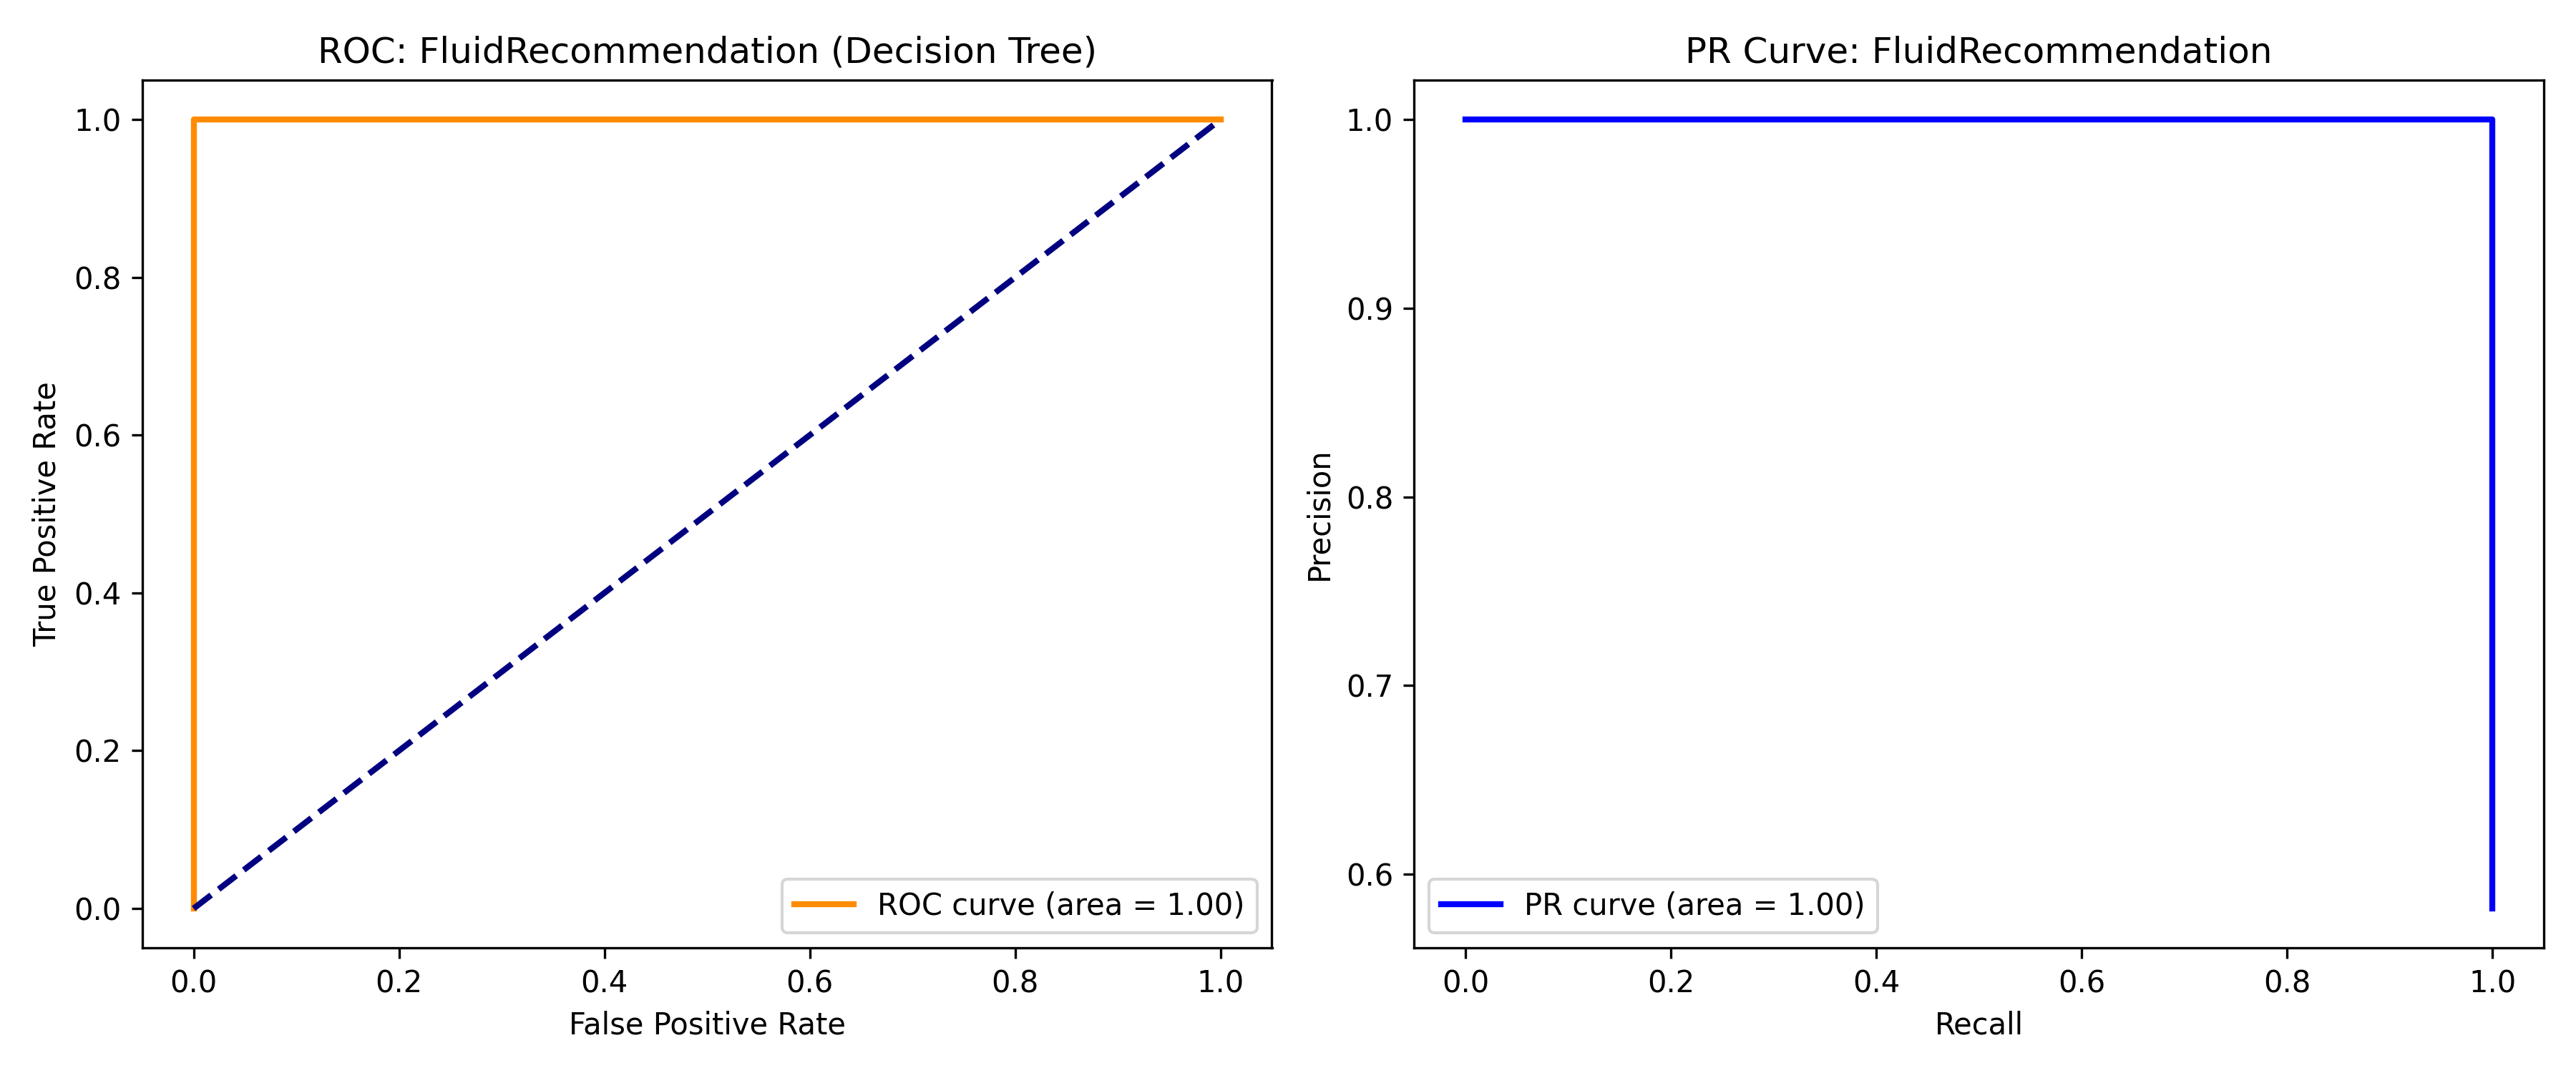 ROC: FluidRecommendation (Decision Tree)
1.0
0.8
0.6
0.4
0.2
0.0
True Positive Rate
ROC curve (area = 1.00)
0.0 0.2 0.4 0.6 0.8 1.0
False Positive Rate
PR Curve: FluidRecommendation
1.0
0.9
0.8
0.7
0.6
Precision
PR curve (area = 1.00)
0.0 0.2 0.4 0.6 0.8 1.0
Recall